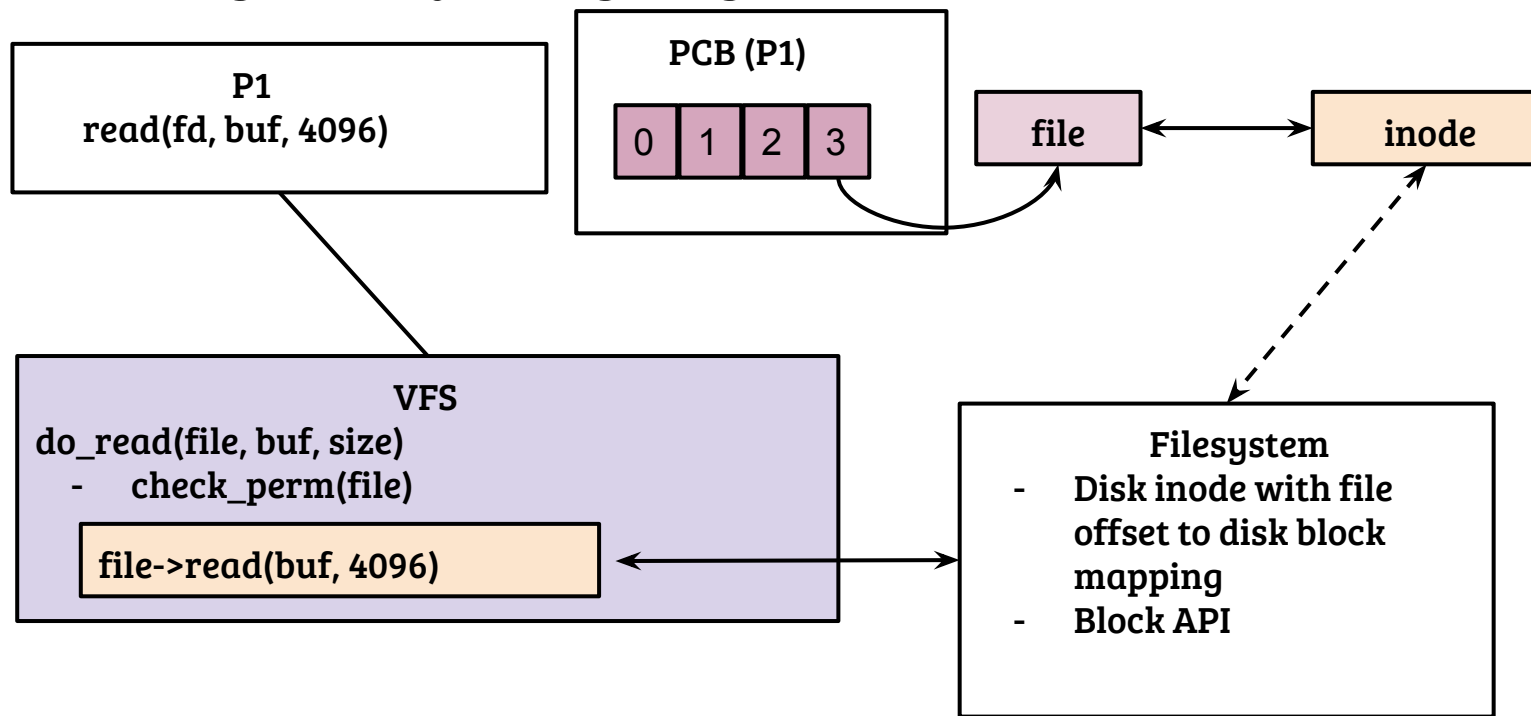 P1
read(fd, buf, 4096)
PCB (P1)
0 1 2 3
file
inode
VFS
do_read(file, buf, size)
- check_perm(file)
file->read(buf, 4096)
Filesystem
- Disk inode with file
offset to disk block
mapping
- Block API